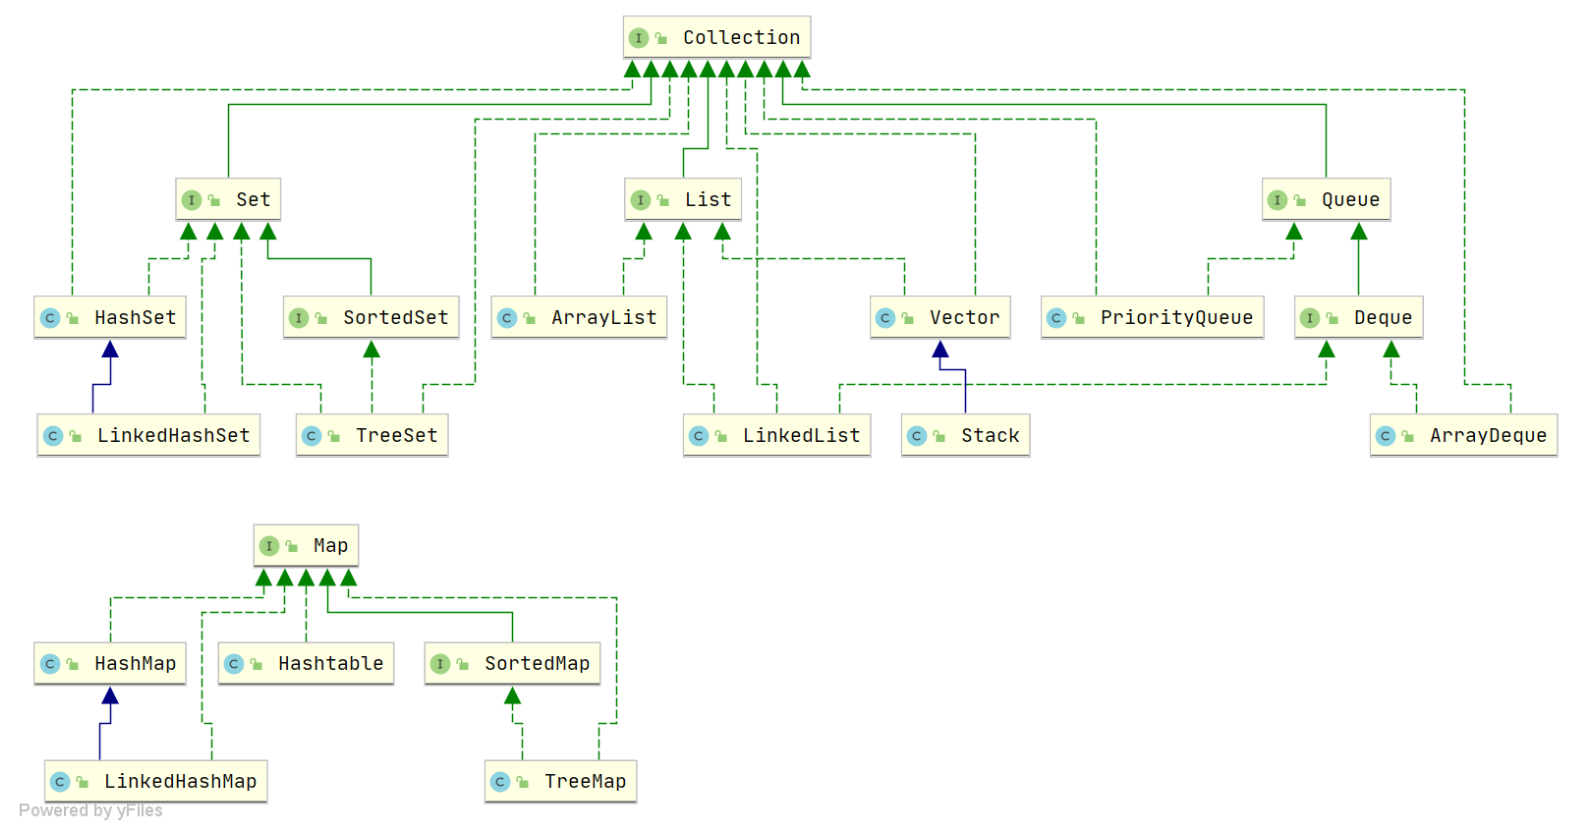 I Collection
I Set
I List
I Queue
C HashSet
I SortedSet
C ArrayList
C Vector
C PriorityQueue
I Deque
C LinkedHashSet
C TreeSet
C LinkedList
C Stack
C ArrayDeque
I Map
C HashMap
C Hashtable
I SortedMap
C LinkedHashMap
C TreeMap
Powered by yFiles